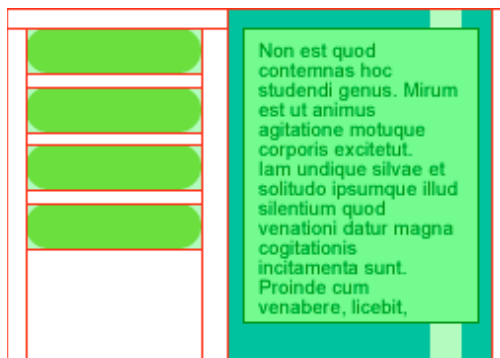 Non est quod
contemnas hoc
studendi genus. Mirum
est ut animus
agitatione motuque
corporis excitetut.
Iam undique silvae et
solitudo ipsumque illud
silentium quod
venationi datur magna
cogitationis
incitamenta sunt.
Proinde cum
venabere, licebit,